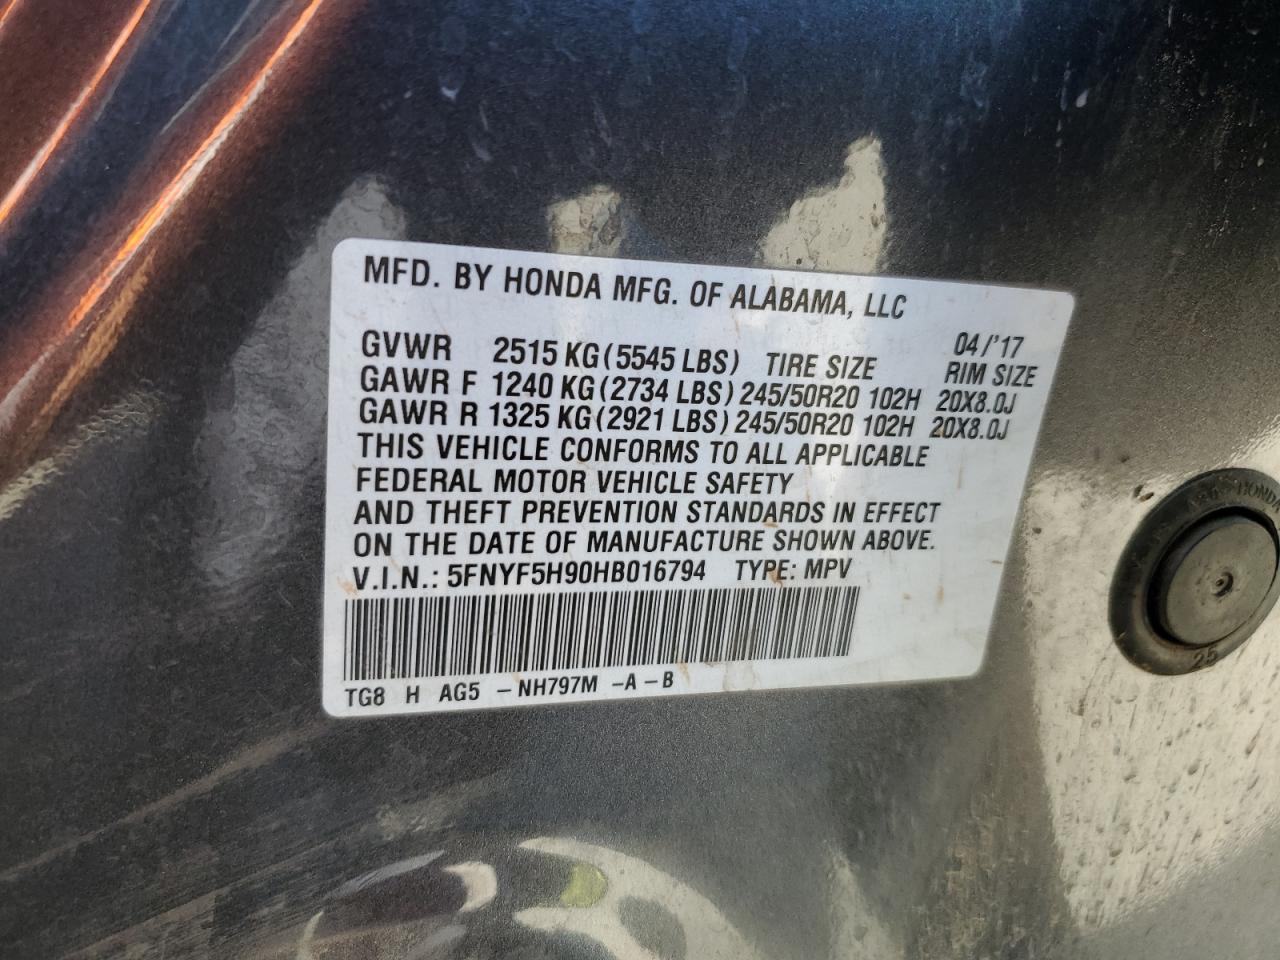 MFD. BY HONDA MFG. OF ALABAMA, LLC
04/'17
GVWR 2515 KG(5545 LBS) TIRE SIZE RIM SIZE
GAWR F 1240 KG(2734 LBS) 245/50R20 102H 20X8.0J
GAWR R 1325 KG(2921 LBS) 245/50R20 102H 20X8.0J
THIS VEHICLE CONFORMS TO ALL APPLICABLE
FEDERAL MOTOR VEHICLE SAFETY
AND THEFT PREVENTION STANDARDS IN EFFECT
ON THE DATE OF MANUFACTURE SHOWN ABOVE.
V.I.N.: 5FNYF5H90HB016794 TYPE: MPV
TG8 H AG5 -NH797M -A-B
HONDA
25